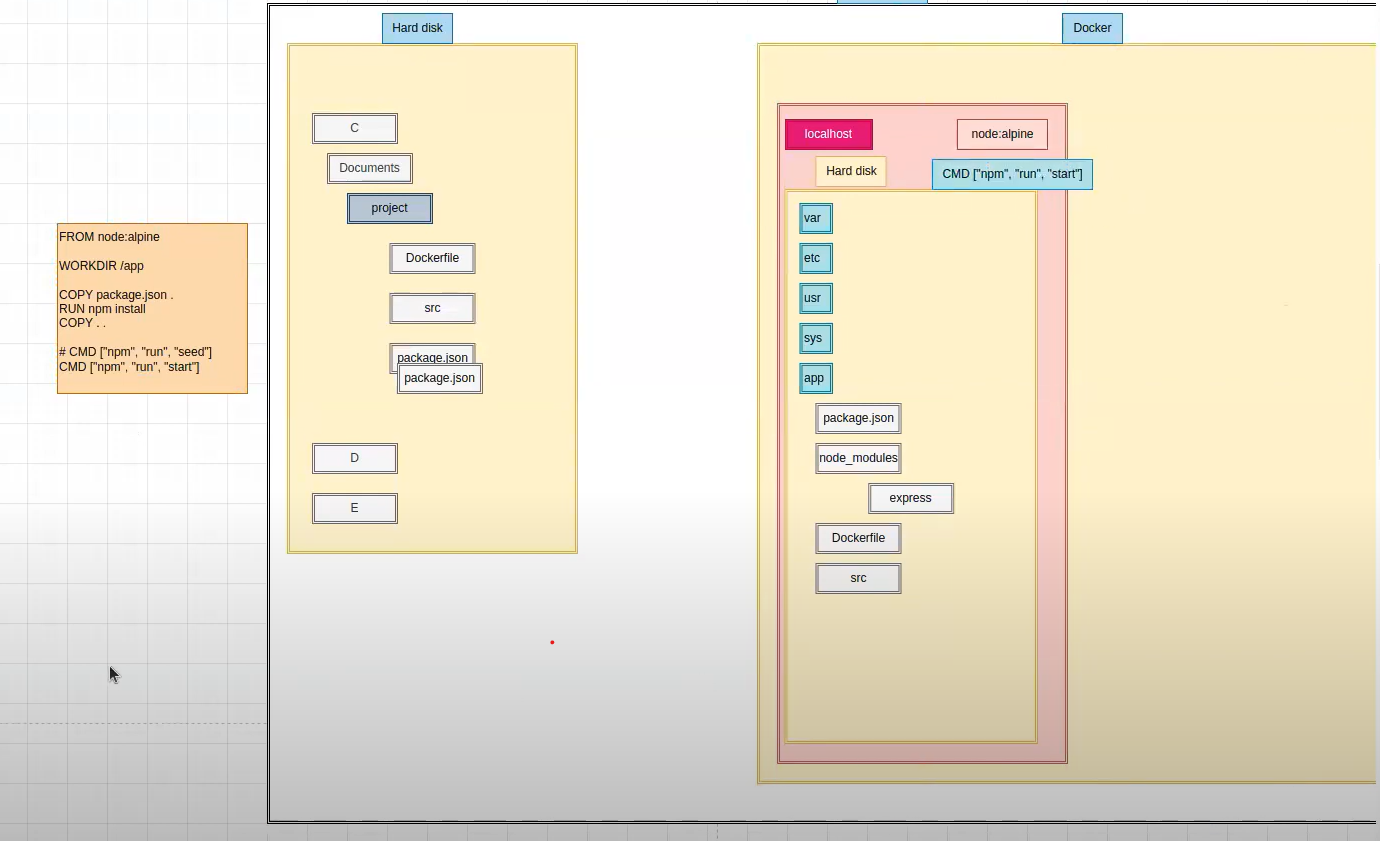 Hard disk
Docker
C
Documents
project
Dockerfile
src
package.json
package.json
D
E
FROM node:alpine
WORKDIR /app
COPY package.json .
RUN npm install
COPY . .
# CMD ["npm", "run", "seed"]
CMD ["npm", "run", "start"]
localhost
node:alpine
Hard disk
CMD ["npm", "run", "start"]
var
etc
usr
sys
app
package.json
node_modules
express
Dockerfile
src